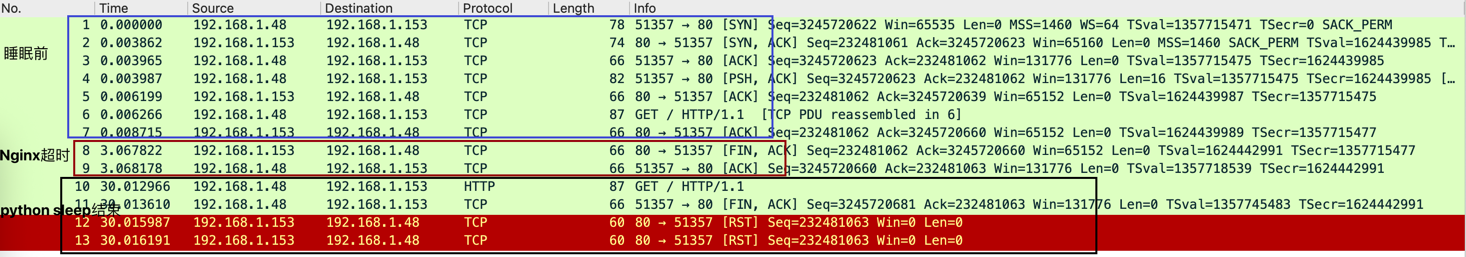 No. Time Source Destination Protocol Length Info
睡眠前
1 0.000000 192.168.1.48 192.168.1.153 TCP 78 51357 → 80 [SYN] Seq=3245720622 Win=65535 Len=0 MSS=1460 WS=64 TSval=1357715471 TSecr=0 SACK_PERM
2 0.003862 192.168.1.153 192.168.1.48 TCP 74 80 → 51357 [SYN, ACK] Seq=232481061 Ack=3245720623 Win=65160 Len=0 MSS=1460 SACK_PERM TSval=1624439985 T…
3 0.003965 192.168.1.48 192.168.1.153 TCP 66 51357 → 80 [ACK] Seq=3245720623 Ack=232481062 Win=131776 Len=0 TSval=1357715475 TSecr=1624439985
4 0.003987 192.168.1.48 192.168.1.153 TCP 82 51357 → 80 [PSH, ACK] Seq=3245720623 Ack=232481062 Win=131776 Len=16 TSval=1357715475 TSecr=1624439985 […
5 0.006199 192.168.1.153 192.168.1.48 TCP 66 80 → 51357 [ACK] Seq=232481062 Ack=3245720639 Win=65152 Len=0 TSval=1624439987 TSecr=1357715475
6 0.006266 192.168.1.48 192.168.1.153 TCP 87 GET / HTTP/1.1 [TCP PDU reassembled in 6]
7 0.008715 192.168.1.153 192.168.1.48 TCP 66 80 → 51357 [ACK] Seq=232481062 Ack=3245720660 Win=65152 Len=0 TSval=1624439989 TSecr=1357715477
Nginx超时
8 3.067822 192.168.1.153 192.168.1.48 TCP 66 80 → 51357 [FIN, ACK] Seq=232481062 Ack=3245720660 Win=65152 Len=0 TSval=1624442991 TSecr=1357715477
9 3.068178 192.168.1.48 192.168.1.153 TCP 66 51357 → 80 [ACK] Seq=3245720660 Ack=232481063 Win=131776 Len=0 TSval=1357718539 TSecr=1624442991
10 30.012966 192.168.1.48 192.168.1.153 HTTP 87 GET / HTTP/1.1
python sleep结束
11 30.013610 192.168.1.48 192.168.1.153 TCP 66 51357 → 80 [FIN, ACK] Seq=3245720681 Ack=232481063 Win=131776 Len=0 TSval=1357745483 TSecr=1624442991
12 30.015987 192.168.1.153 192.168.1.48 TCP 60 80 → 51357 [RST] Seq=232481063 Win=0 Len=0
13 30.016191 192.168.1.153 192.168.1.48 TCP 60 80 → 51357 [RST] Seq=232481063 Win=0 Len=0